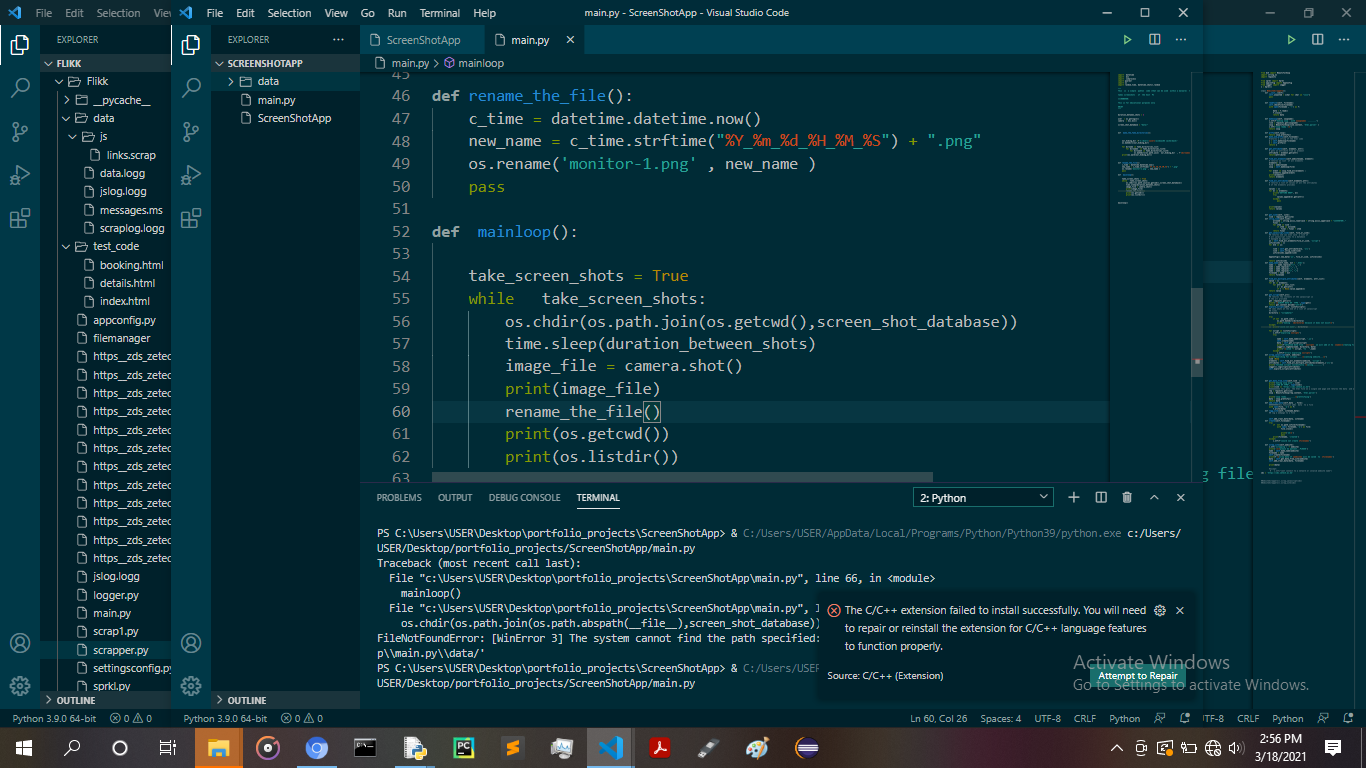 File Edit Selection View
File Edit Selection View Go Run Terminal Help
main.py - ScreenShotApp - Visual Studio Code
EXPLORER
FLIKK
Flikk
__pycache__
data
js
links.scrap
data.logg
jslog.logg
messages.ms
scraplog.logg
test_code
booking.html
details.html
index.html
appconfig.py
filemanager
https__zds_zetec
https__zds_zetec
https__zds_zetec
https__zds_zetec
https__zds_zetec
https__zds_zetec
https__zds_zetec
https__zds_zetec
https__zds_zetec
https__zds_zetec
https__zds_zetec
https__zds_zetec
jslog.logg
logger.py
main.py
scrap1.py
scrapper.py
settingsconfig.py
sprkl.py
OUTLINE
Python 3.9.0 64-bit 0 0
EXPLORER
SCREENSHOTAPP
data
main.py
ScreenShotApp
OUTLINE
ScreenShotApp main.py
main.py > mainloop
45
46 def rename_the_file():
47 c_time = datetime.datetime.now()
48 new_name = c_time.strftime("%Y_%m_%d_%H_%M_%S") + ".png"
49 os.rename('monitor-1.png' , new_name )
50 pass
51
52 def  mainloop():
53
54 take_screen_shots = True
55 while   take_screen_shots:
56 os.chdir(os.path.join(os.getcwd(),screen_shot_database))
57 time.sleep(duration_between_shots)
58 image_file = camera.shot()
59 print(image_file)
60 rename_the_file()
61 print(os.getcwd())
62 print(os.listdir())
63
g file
PROBLEMS OUTPUT DEBUG CONSOLE TERMINAL 2: Python
PS C:\Users\USER\Desktop\portfolio_projects\ScreenShotApp> & C:/Users/USER/AppData/Local/Programs/Python/Python39/python.exe c:/Users/
USER/Desktop/portfolio_projects/ScreenShotApp/main.py
Traceback (most recent call last):
File "c:\Users\USER\Desktop\portfolio_projects\ScreenShotApp\main.py", line 66, in <module>
mainloop()
File "c:\Users\USER\Desktop\portfolio_projects\ScreenShotApp\main.py", l
os.chdir(os.path.join(os.path.abspath(__file__),screen_shot_database))
FileNotFoundError: [WinError 3] The system cannot find the path specified:
p\\main.py\\data/'
PS C:\Users\USER\Desktop\portfolio_projects\ScreenShotApp> & C:/Users/USER
USER/Desktop/portfolio_projects/ScreenShotApp/main.py
The C/C++ extension failed to install successfully. You will need
to repair or reinstall the extension for C/C++ language features
to function properly.
Source: C/C++ (Extension)
Attempt to Repair
Activate Windows
Go to Settings to activate Windows.
Python 3.9.0 64-bit 0 0
Ln 60, Col 26 Spaces: 4 UTF-8 CRLF Python
TF-8 CRLF Python
PC
2:56 PM
3/18/2021